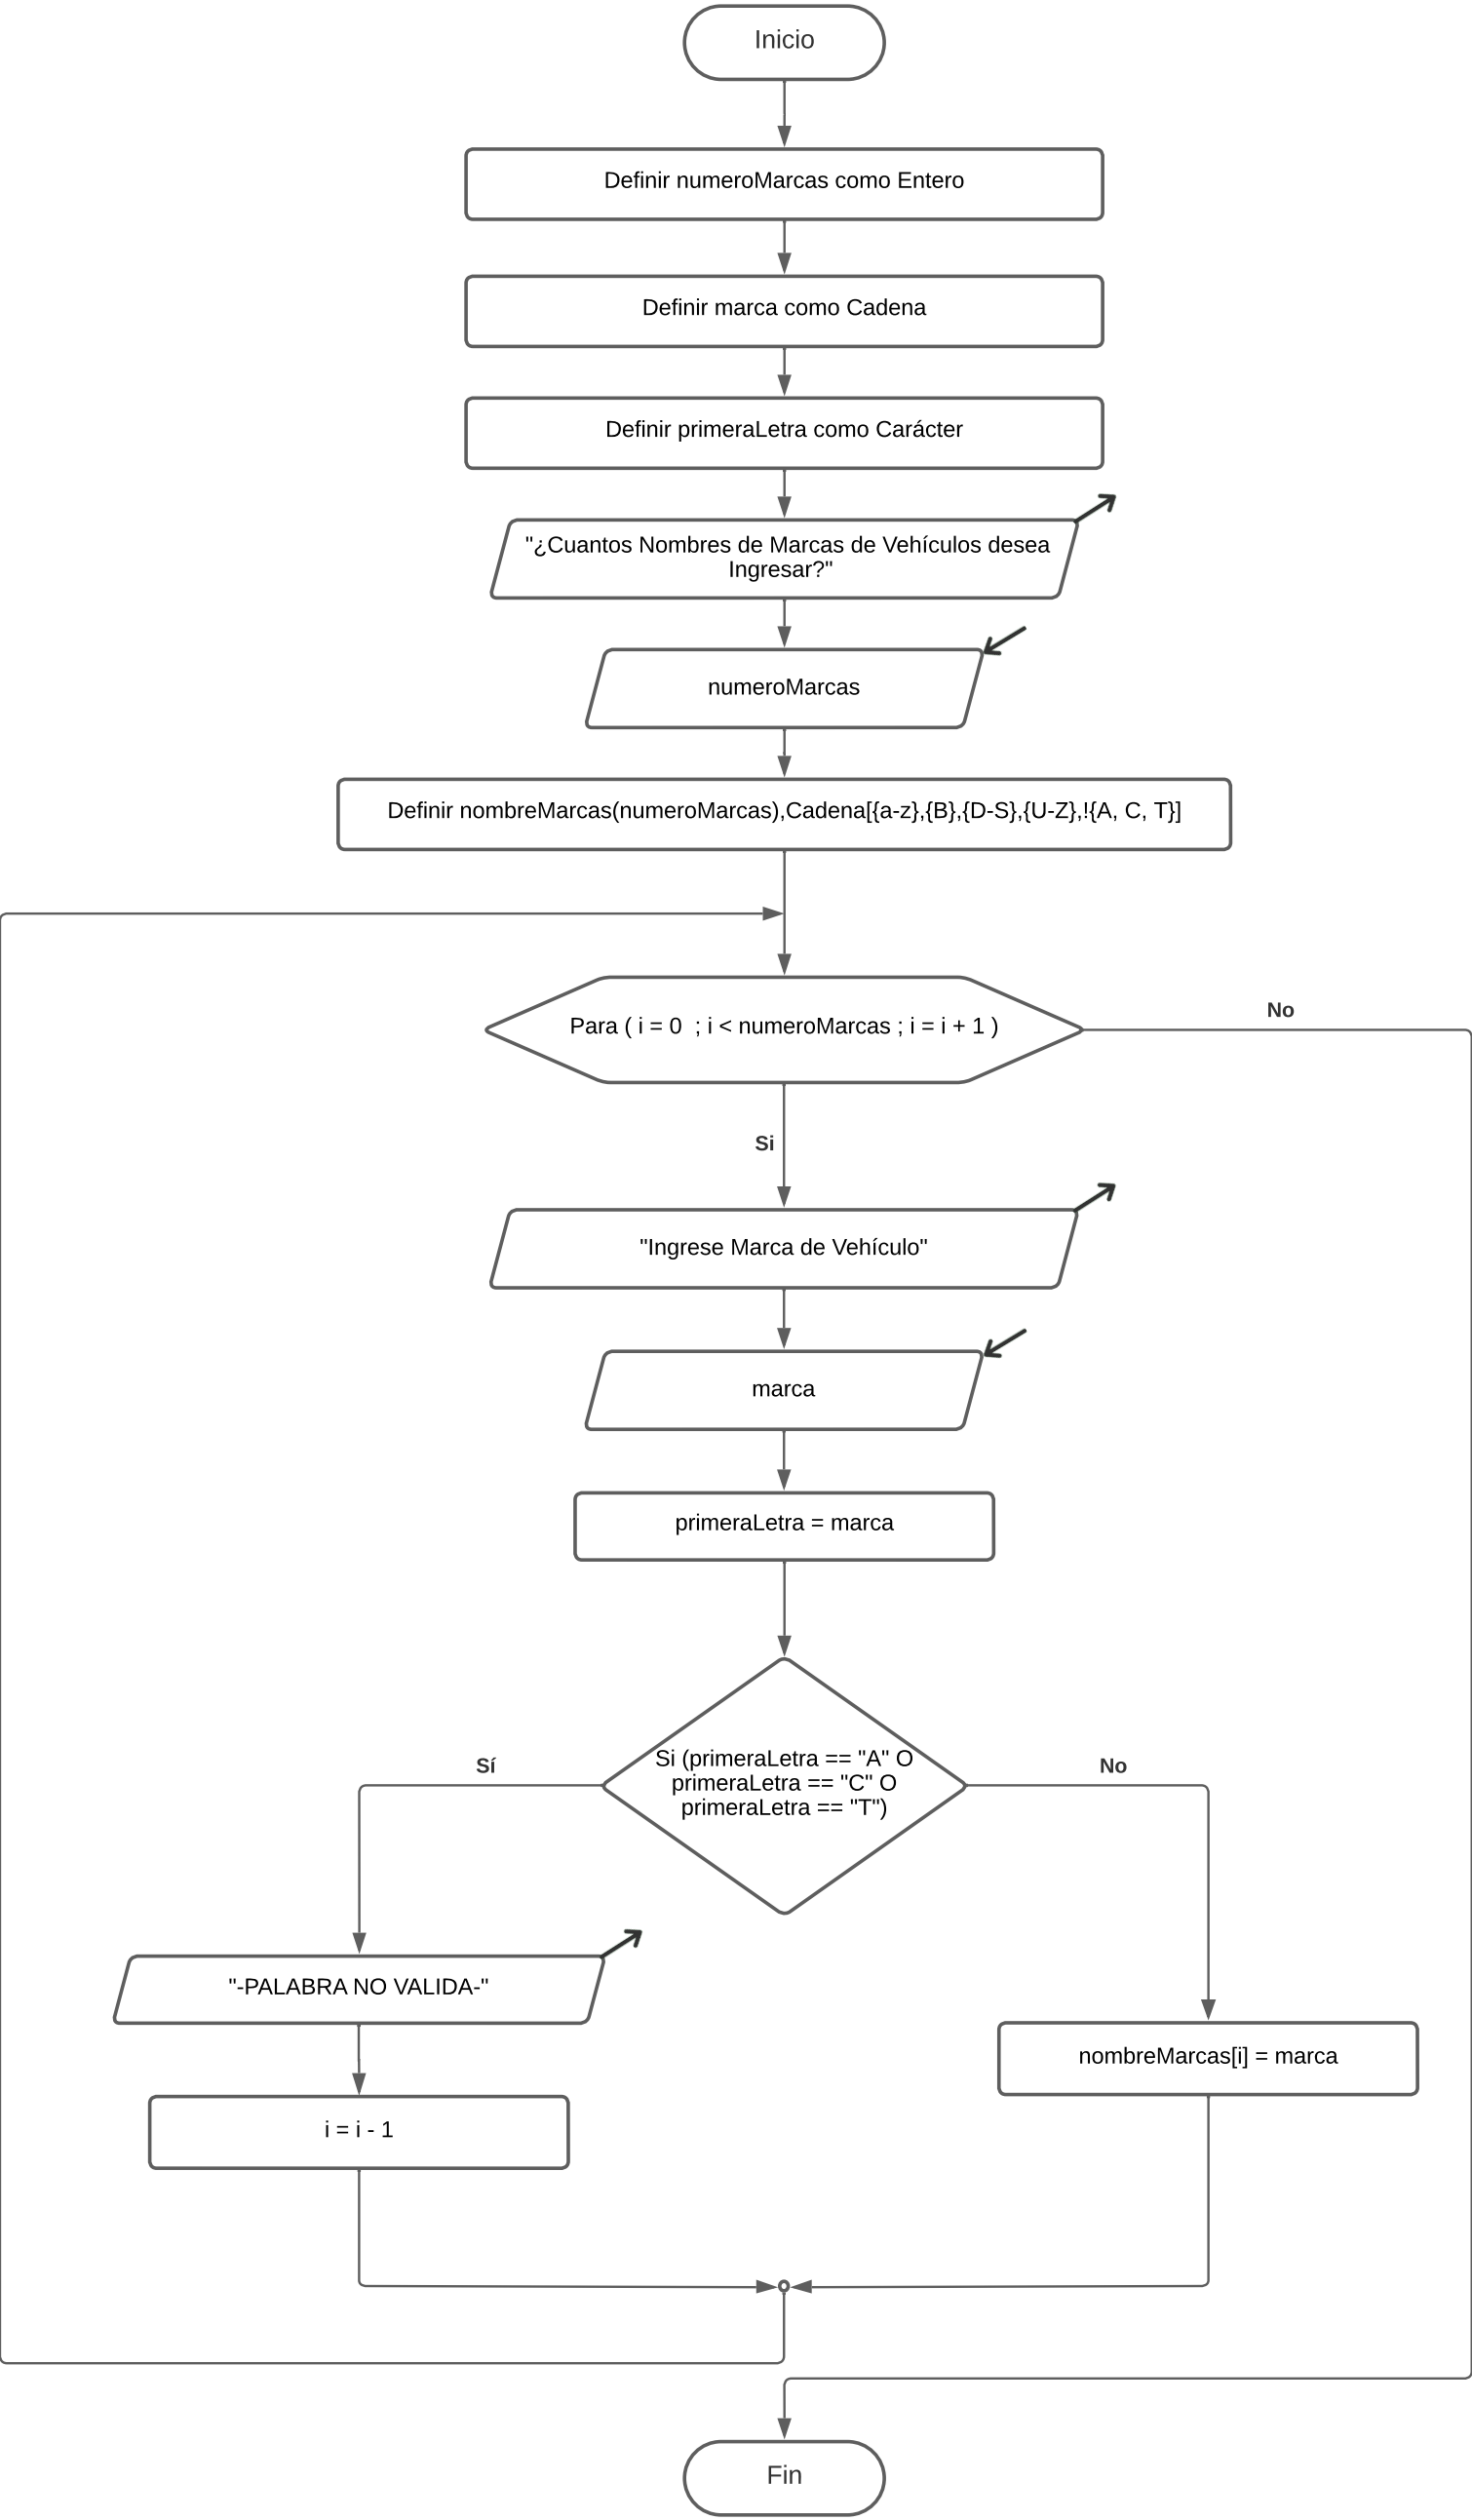 Inicio
Definir numeroMarcas como Entero
Definir marca como Cadena
Definir primeraLetra como Carácter
"¿Cuantos Nombres de Marcas de Vehículos desea
Ingresar?"
numeroMarcas
Definir nombreMarcas(numeroMarcas),Cadena[{a-z},{B},{D-S},{U-Z},!{A, C, T}]
Para ( i = 0  ; i < numeroMarcas ; i = i + 1 )
No
Si
"Ingrese Marca de Vehículo"
marca
primeraLetra = marca
Si (primeraLetra == "A" O
primeraLetra == "C" O
primeraLetra == "T")
Sí
No
"-PALABRA NO VALIDA-"
nombreMarcas[i] = marca
i = i - 1
Fin